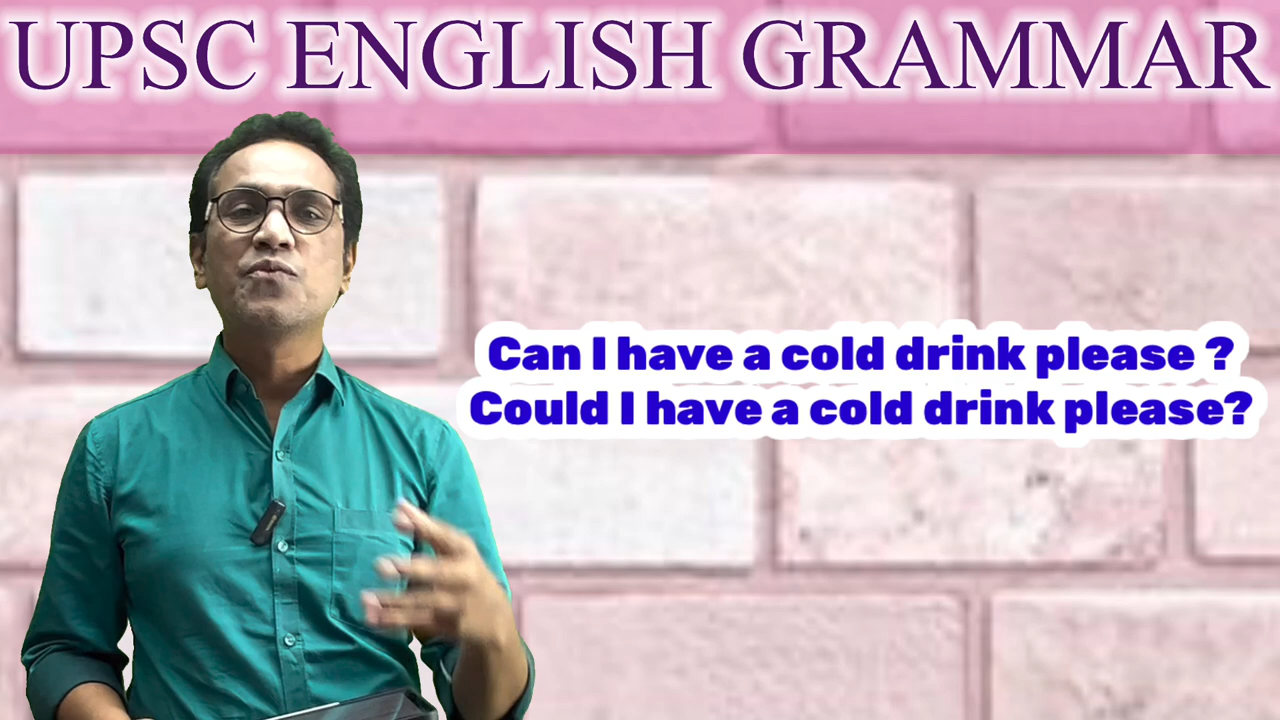 UPSC ENGLISH GRAMMAR
Can I have a cold drink please ?
Could I have a cold drink please?